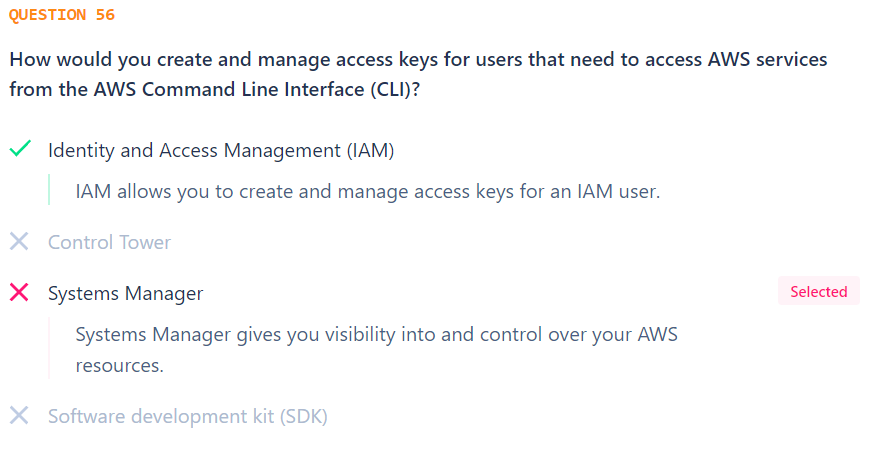 QUESTION 56
How would you create and manage access keys for users that need to access AWS services
from the AWS Command Line Interface (CLI)?
Identity and Access Management (IAM)
IAM allows you to create and manage access keys for an IAM user.
Control Tower
Systems Manager
Selected
Systems Manager gives you visibility into and control over your AWS
resources.
Software development kit (SDK)